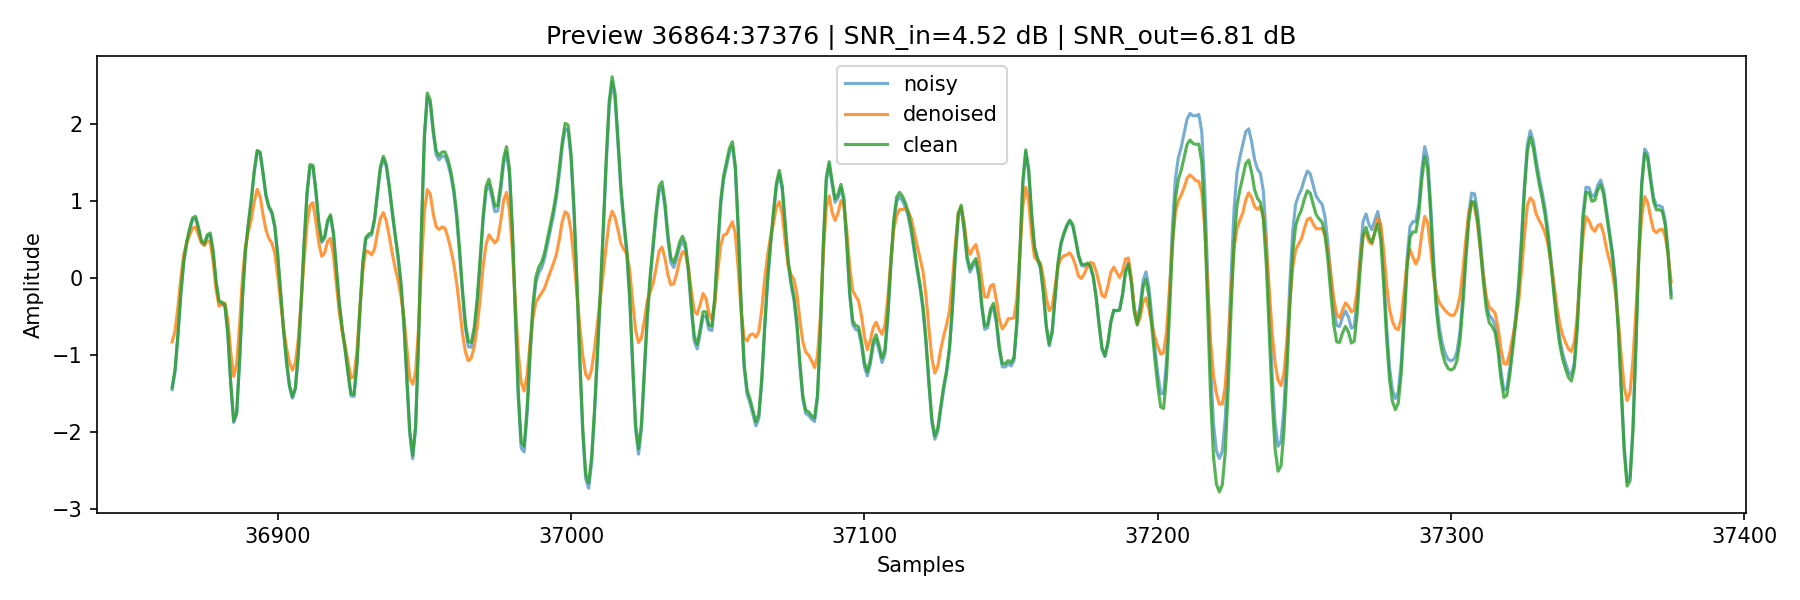 Preview 36864:37376 | SNR_in=4.52 dB | SNR_out=6.81 dB
noisy
denoised
clean
Amplitude
2
1
0
−1
−2
−3
36900 37000 37100 37200 37300 37400
Samples